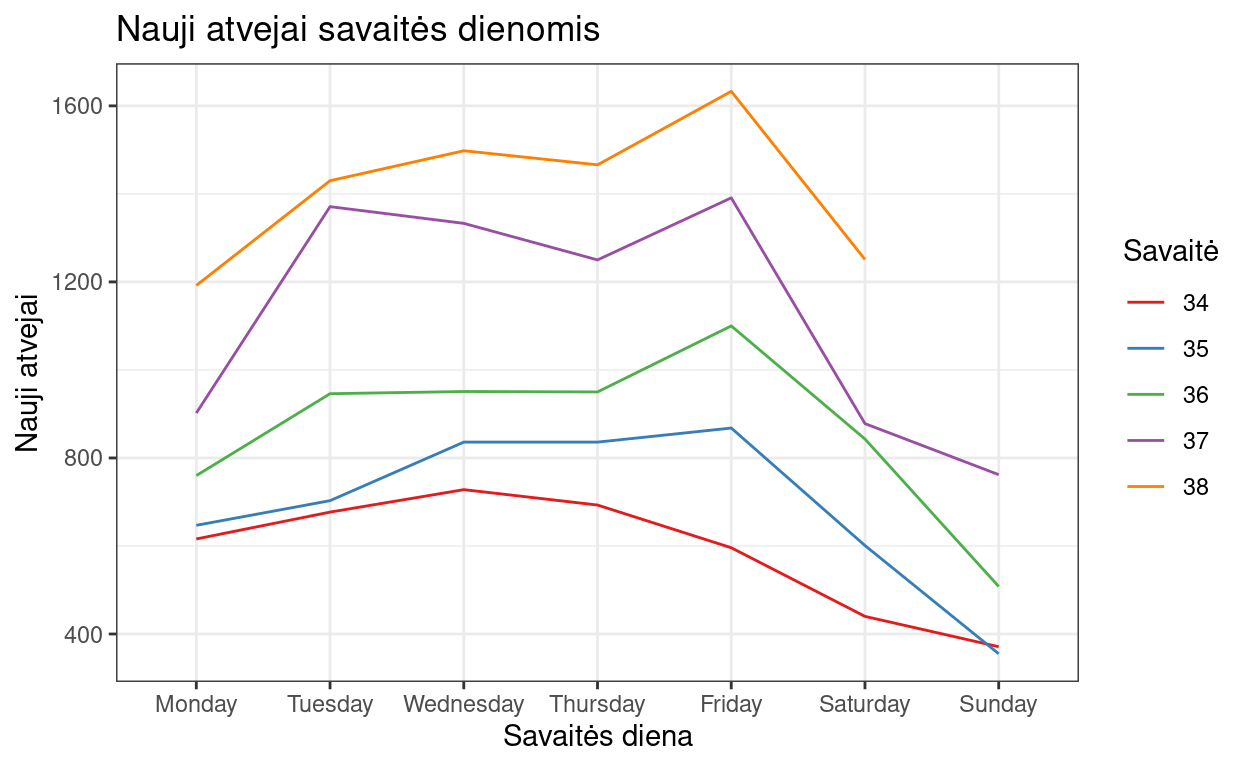 Nauji atvejai savaitės dienomis
Nauji atvejai
1600
1200
800
400
Monday Tuesday Wednesday Thursday Friday Saturday Sunday
Savaitės diena
Savaitė
34
35
36
37
38